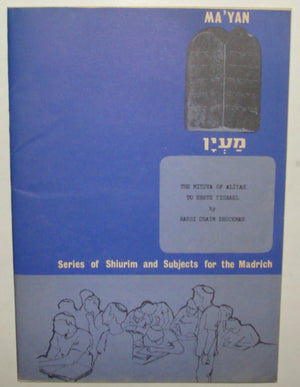 MA'YAN
מַעְיָן
THE MITZVA OF ALIYAH
TO ERETZ YISRAEL
by
RABBI CHAIM DRUCKMAN
Series of Shiurim and Subjects for the Madrich